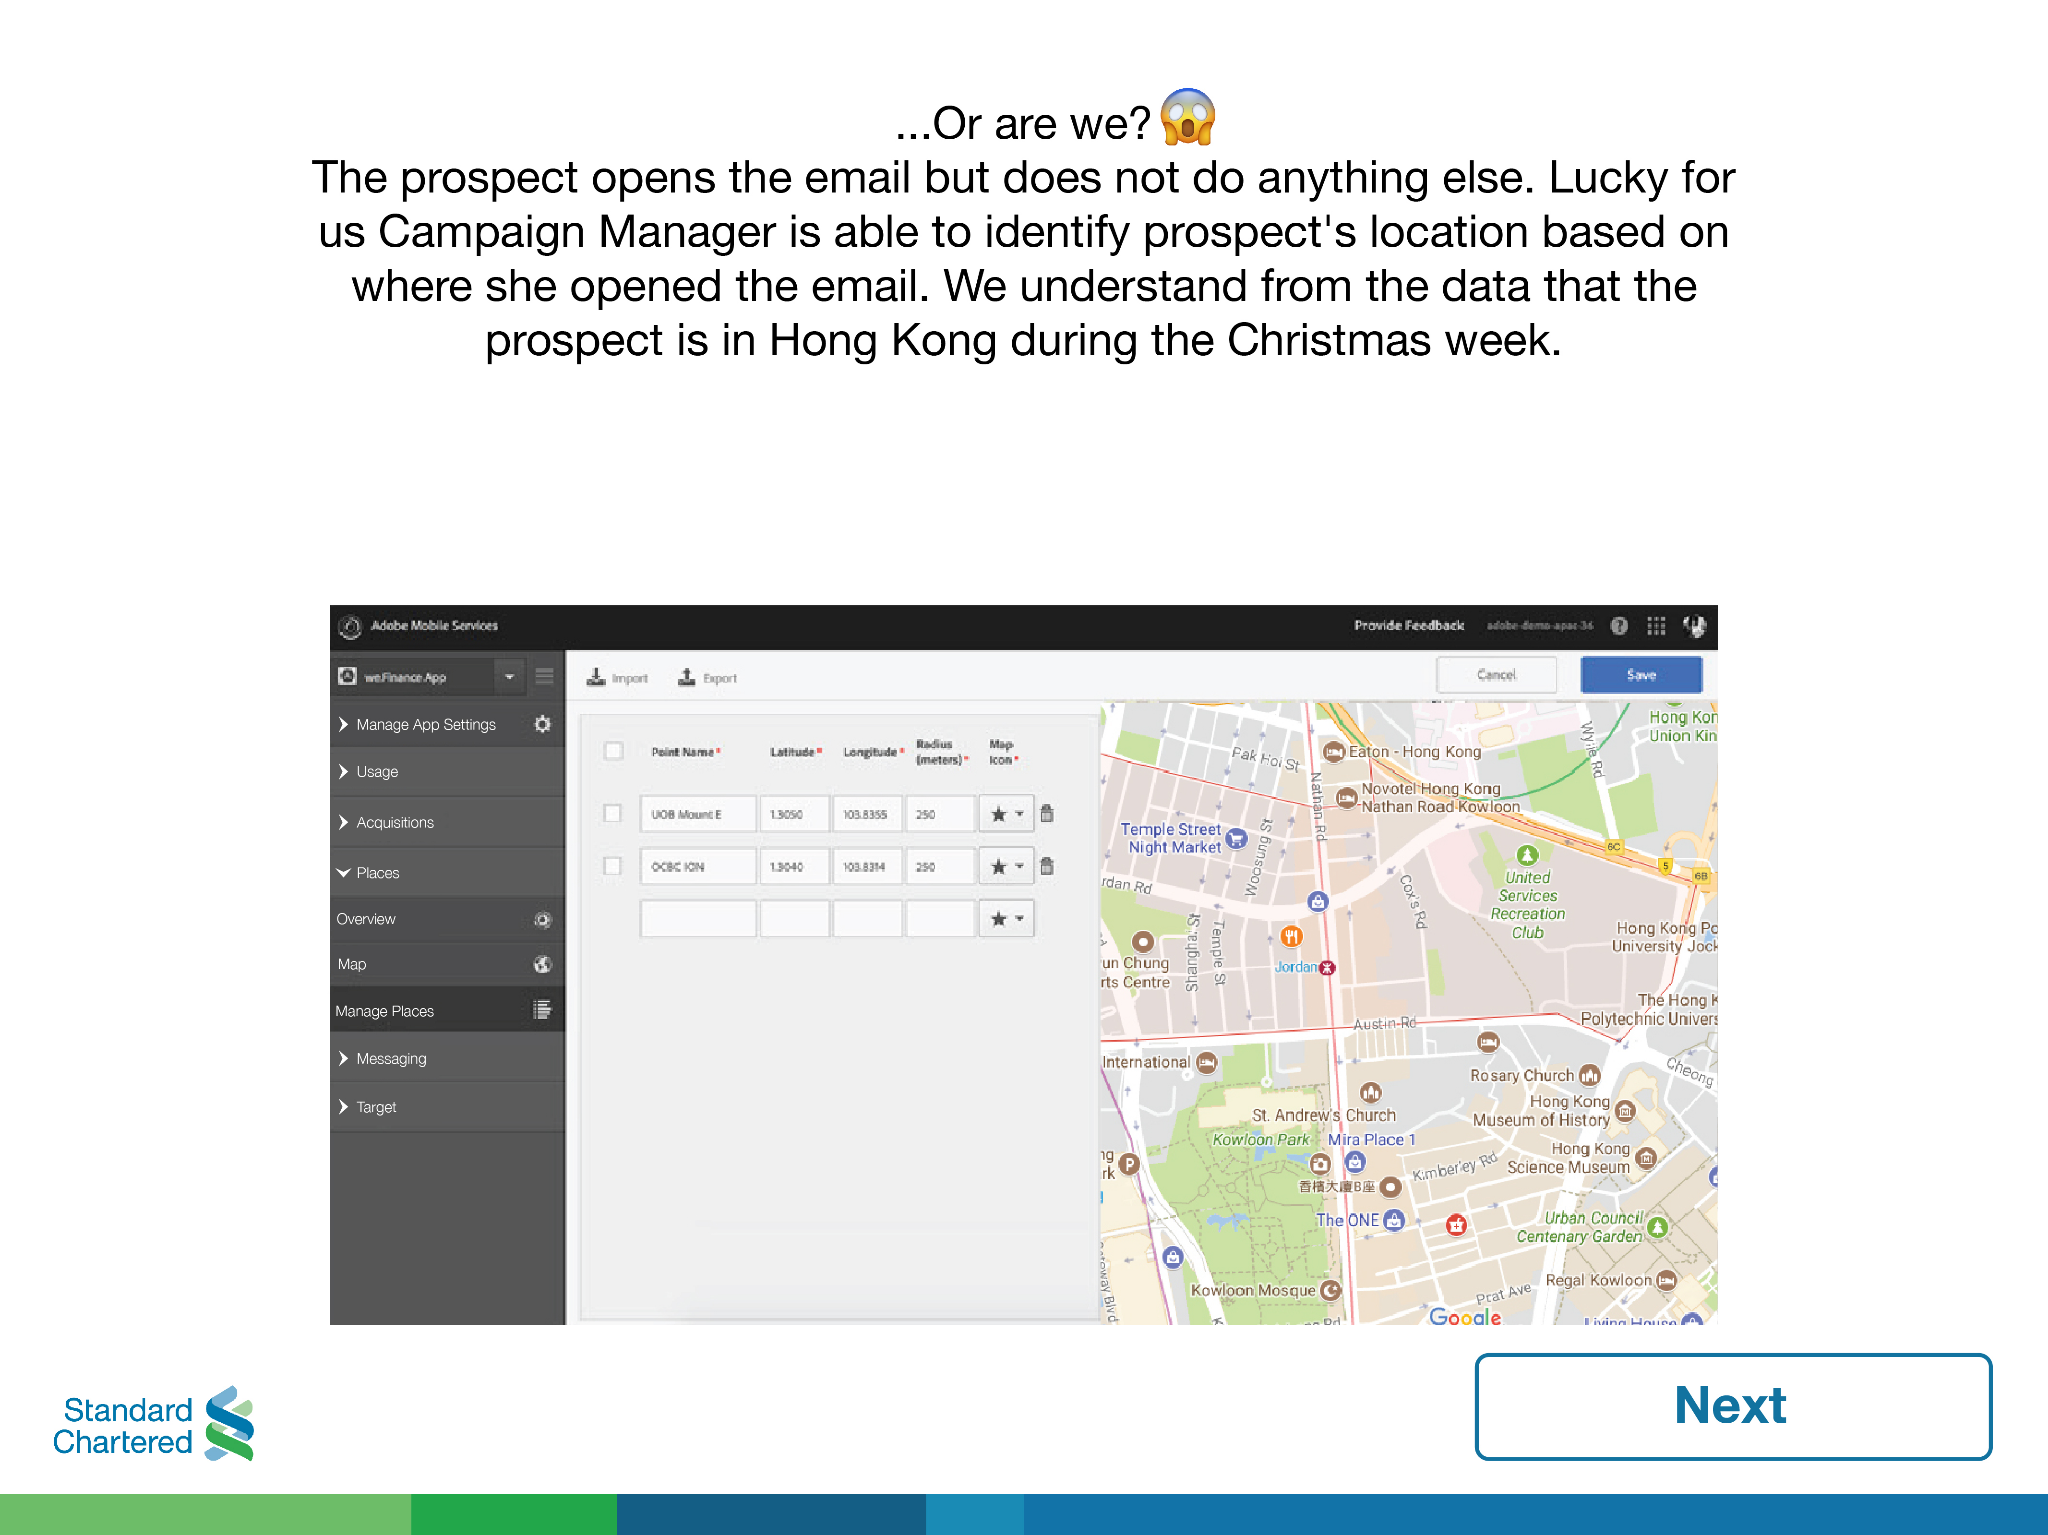 ...Or are we?😱
The prospect opens the email but does not do anything else. Lucky for
us Campaign Manager is able to identify prospect's location based on
where she opened the email. We understand from the data that the
prospect is in Hong Kong during the Christmas week.
Adobe Mobile Services
Provide Feedback
adobe-demo-apac-36
we.Finance App
Import
Export
Cancel
Save
Manage App Settings
Usage
Acquisitions
Places
Overview
Map
Manage Places
Messaging
Target
Point Name*
Latitude*
Longitude*
Radius
(meters)*
Map
Icon*
UOB Mount E
1.3050
103.8355
250
OCBC ION
1.3040
103.8314
250
Hong Kon
Union Kin
Pak Hoi St
Eaton - Hong Kong
Wylie Rd
Nathan Rd
Novotel Hong Kong
Nathan Road Kowloon
Temple Street
Night Market
Woosung St
6C
5
6B
rdan Rd
Cox's Rd
United
Services
Recreation
Club
Hong Kong Po
University Jock
Shanghai St
Temple St
un Chung
rts Centre
Jordan
The Hong K
Polytechnic Univers
Austin Rd
International
Cheong
Rosary Church
Hong Kong
Museum of History
St. Andrew's Church
Kowloon Park
Mira Place 1
Hong Kong
Science Museum
Kimberley Rd
ng
rk
P
香檳大廈B座
The ONE
Urban Council
Centenary Garden
Regal Kowloon
Kowloon Mosque
Prat Ave
Google
Living House
Standard
Chartered
Next